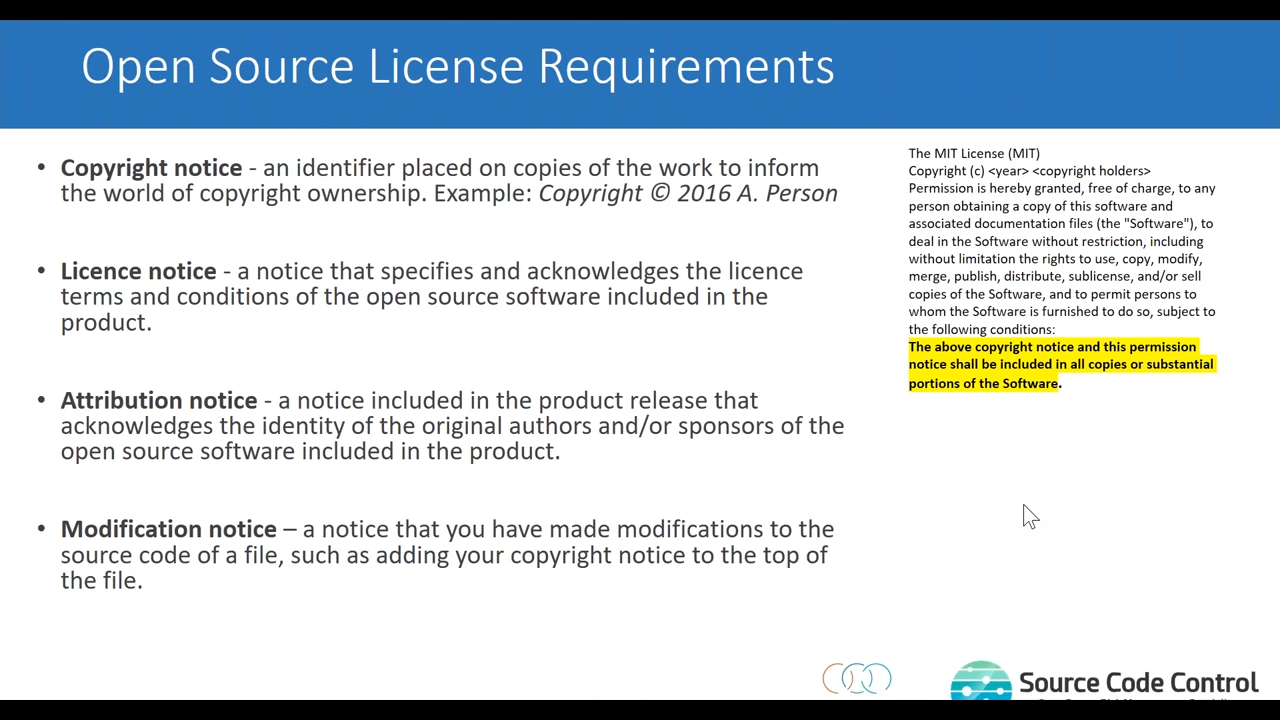 Open Source License Requirements
• Copyright notice - an identifier placed on copies of the work to inform
the world of copyright ownership. Example: Copyright © 2016 A. Person
• Licence notice - a notice that specifies and acknowledges the licence
terms and conditions of the open source software included in the
product.
• Attribution notice - a notice included in the product release that
acknowledges the identity of the original authors and/or sponsors of the
open source software included in the product.
• Modification notice – a notice that you have made modifications to the
source code of a file, such as adding your copyright notice to the top of
the file.
The MIT License (MIT)
Copyright (c) <year> <copyright holders>
Permission is hereby granted, free of charge, to any
person obtaining a copy of this software and
associated documentation files (the "Software"), to
deal in the Software without restriction, including
without limitation the rights to use, copy, modify,
merge, publish, distribute, sublicense, and/or sell
copies of the Software, and to permit persons to
whom the Software is furnished to do so, subject to
the following conditions:
The above copyright notice and this permission
notice shall be included in all copies or substantial
portions of the Software.
Source Code Control